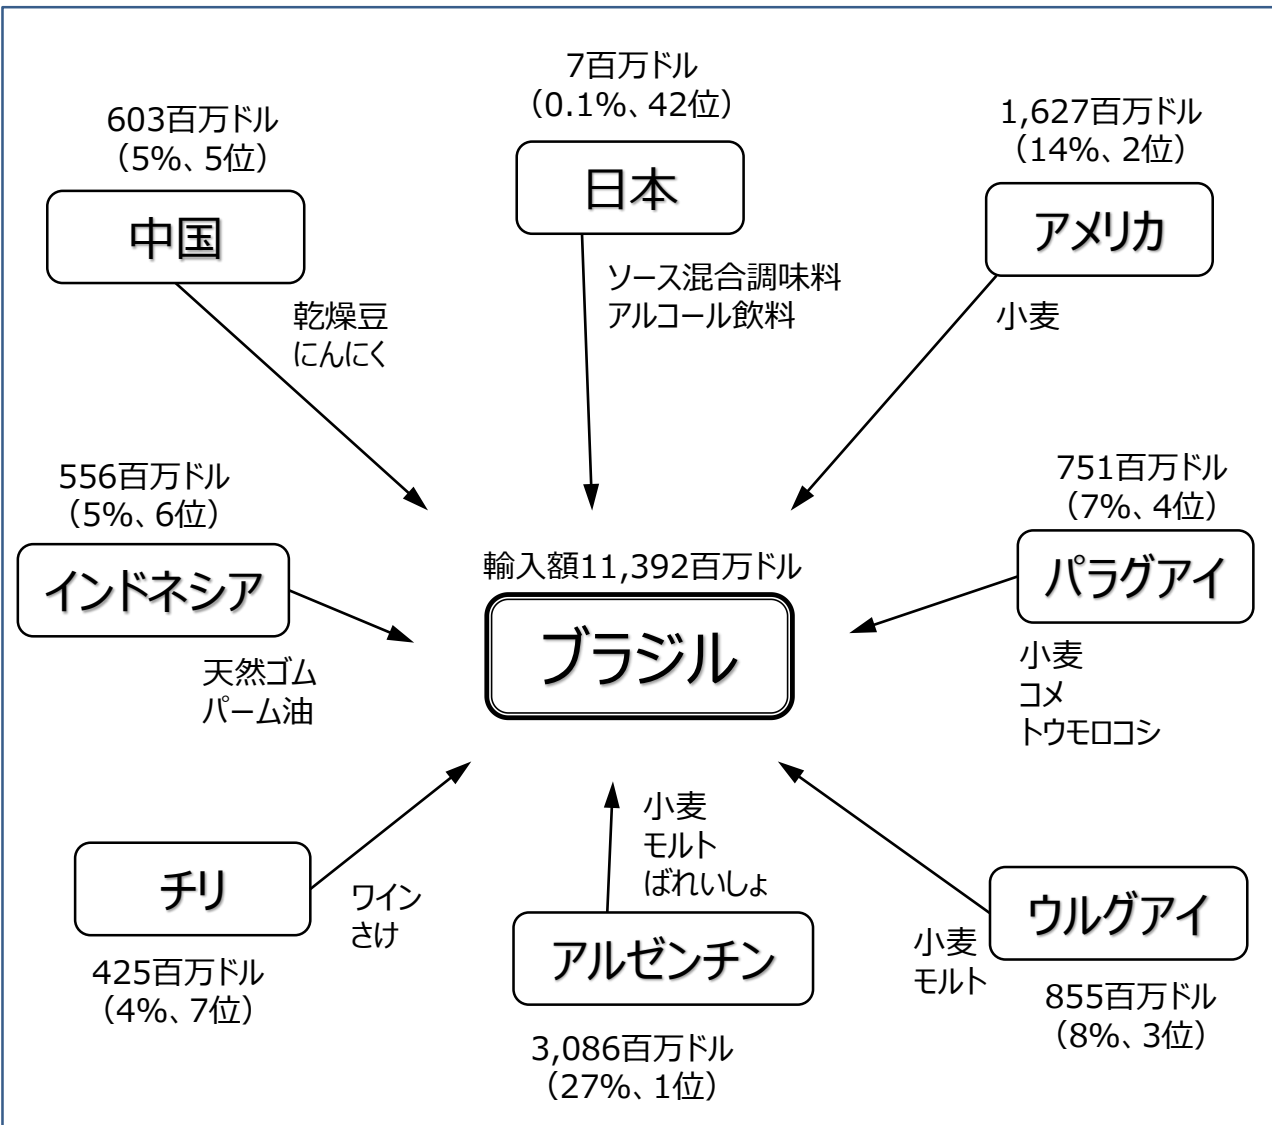 7百万ドル
（0.1%、42位）
日本
ソース混合調味料
アルコール飲料
603百万ドル
（5%、5位）
中国
乾燥豆
にんにく
1,627百万ドル
（14%、2位）
アメリカ
小麦
556百万ドル
（5%、6位）
インドネシア
天然ゴム
パーム油
輸入額11,392百万ドル
ブラジル
751百万ドル
（7%、4位）
パラグアイ
小麦
コメ
トウモロコシ
チリ
425百万ドル
（4%、7位）
ワイン
さけ
小麦
モルト
ばれいしょ
アルゼンチン
3,086百万ドル
（27%、1位）
小麦
モルト
ウルグアイ
855百万ドル
（8%、3位）